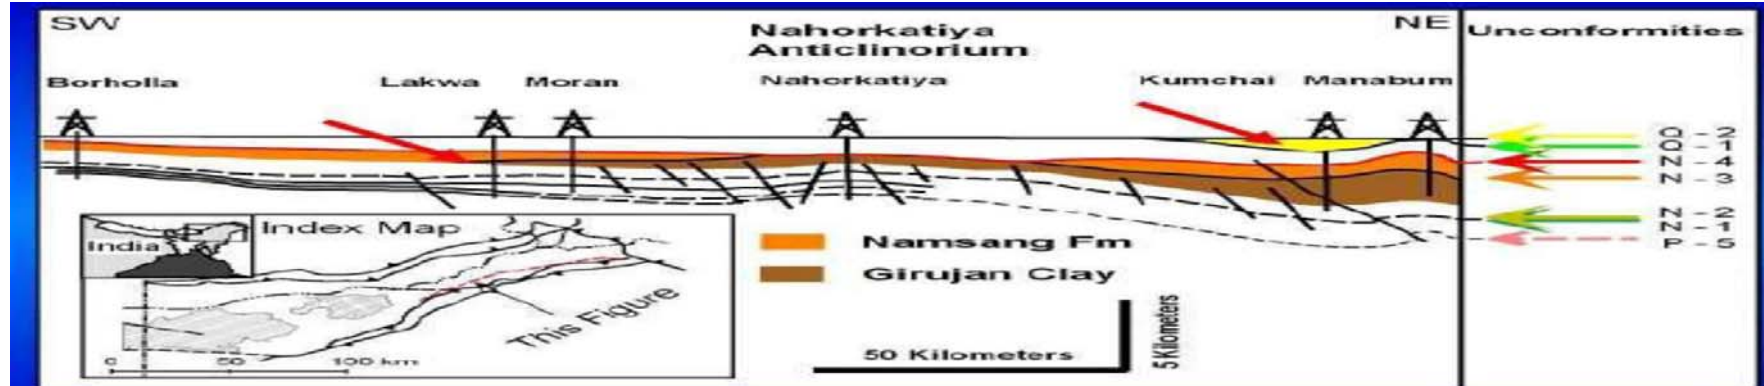 SW
Nahorkatiya
Anticlinorium
NE
Unconformities
Borholla
Lakwa
Moran
Nahorkatiya
Kumchai
Manabum
Q - 2
Q - 1
N - 4
N - 3
N - 2
N - 1
P - 5
India
Index Map
This Figure
0 50 100 km
Namsang Fm
Girujan Clay
50 Kilometers
5 Kilometers